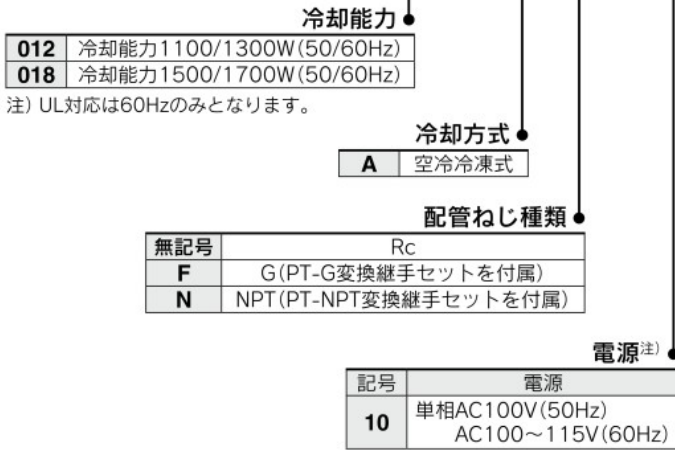 冷却能力
012 冷却能力1100/1300W(50/60Hz)
018 冷却能力1500/1700W(50/60Hz)
注) UL対応は60Hzのみとなります。
冷却方式
A 空冷冷凍式
配管ねじ種類
無記号 Rc
F G(PT-G変換継手セットを付属)
N NPT(PT-NPT変換継手セットを付属)
電源注)
記号 電源
10 単相AC100V(50Hz)
AC100～115V(60Hz)